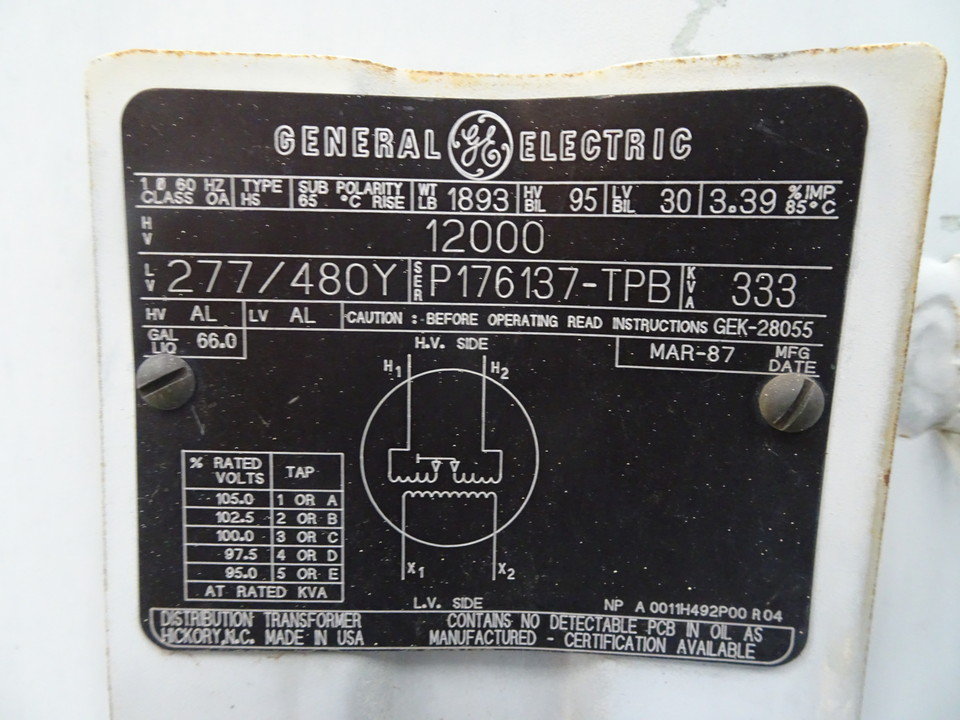 GENERAL GE ELECTRIC
1 Ø 60 HZ CLASS OA TYPE HS SUB POLARITY 65 °C RISE WT LB 1893 HV BIL 95 LV BIL 30 3.39 % IMP 85°C
HV 12000
LV 277/480Y SER P176137-TPB KVA 333
HV AL LV AL CAUTION : BEFORE OPERATING READ INSTRUCTIONS GEK-28055
GAL LIQ 66.0
MAR-87 MFG DATE
H.V. SIDE
H1 H2
% RATED VOLTS TAP
105.0 1 OR A
102.5 2 OR B
100.0 3 OR C
97.5 4 OR D
95.0 5 OR E
AT RATED KVA
X1 X2
L.V. SIDE
NP A 0011H492P00 R04
DISTRIBUTION TRANSFORMER
HICKORY,N.C. MADE IN USA
CONTAINS NO DETECTABLE PCB IN OIL AS
MANUFACTURED - CERTIFICATION AVAILABLE